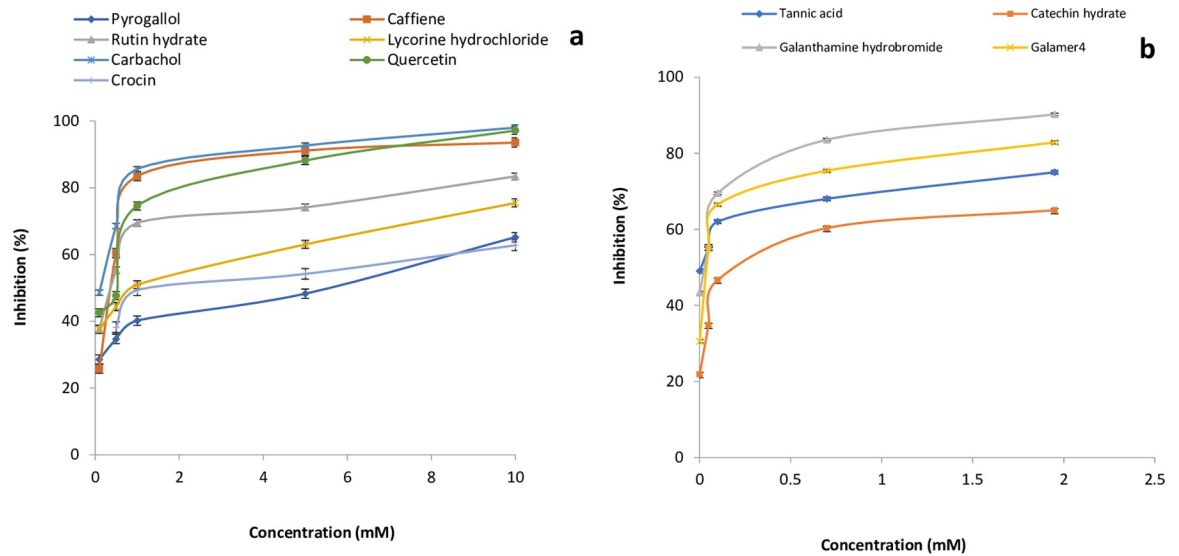 Pyrogallol Caffiene
Rutin hydrate Lycorine hydrochloride
Carbachol Quercetin
Crocin
a
100
80
60
40
20
0
0 2 4 6 8 10
Inhibition (%)
Concentration (mM)
Tannic acid Catechin hydrate
Galanthamine hydrobromide Galamer4
b
100
80
60
40
20
0
0 0.5 1 1.5 2 2.5
Inhibition (%)
Concentration (mM)